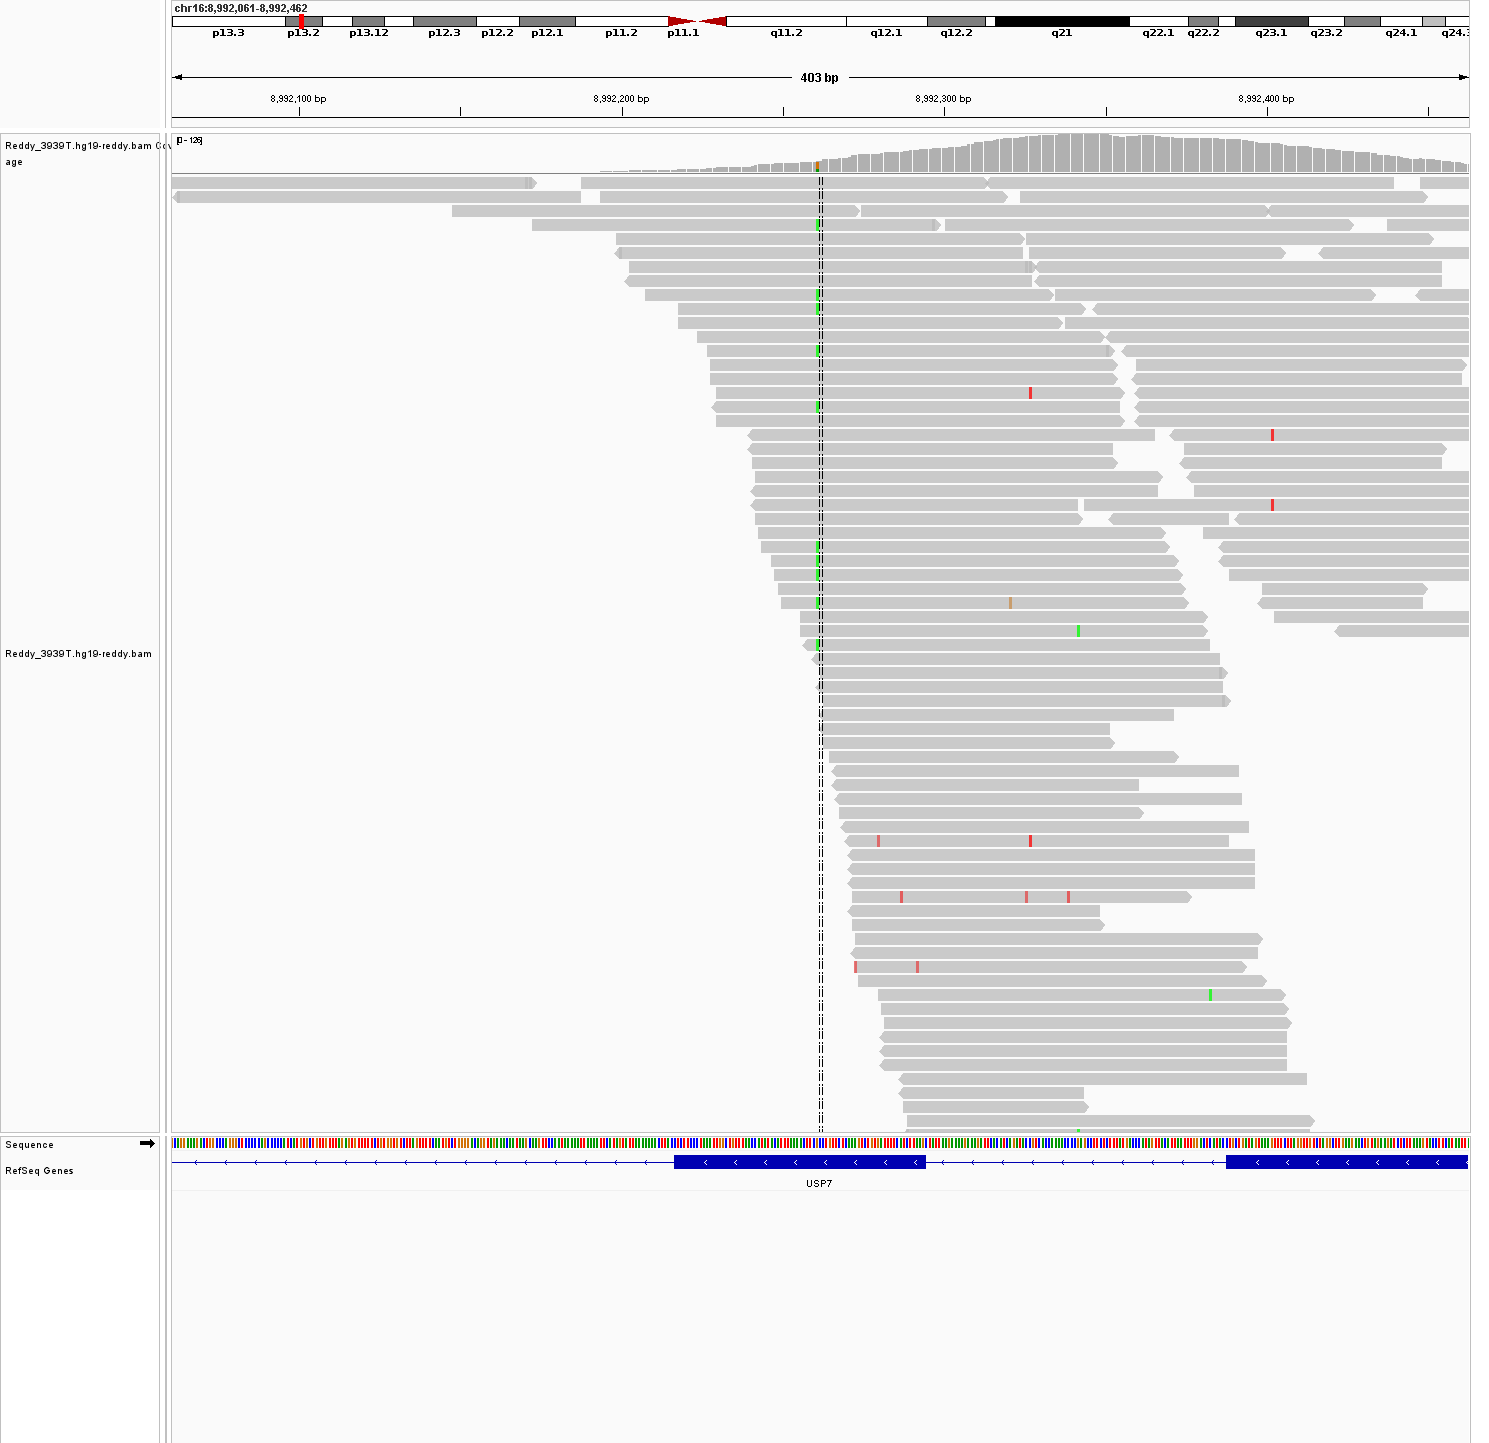 chr16:8,992,061-8,992,462
p13.3 p13.2 p13.12 p12.3 p12.2 p12.1 p11.2 p11.1 q11.2 q12.1 q12.2 q21 q22.1 q22.2 q23.1 q23.2 q24.1 q24.3
403 bp
8,992,100 bp 8,992,200 bp 8,992,300 bp 8,992,400 bp
Reddy_3939T.hg19-reddy.bam Cov
age
[0 - 126]
Reddy_3939T.hg19-reddy.bam
Sequence
RefSeq Genes
USP7